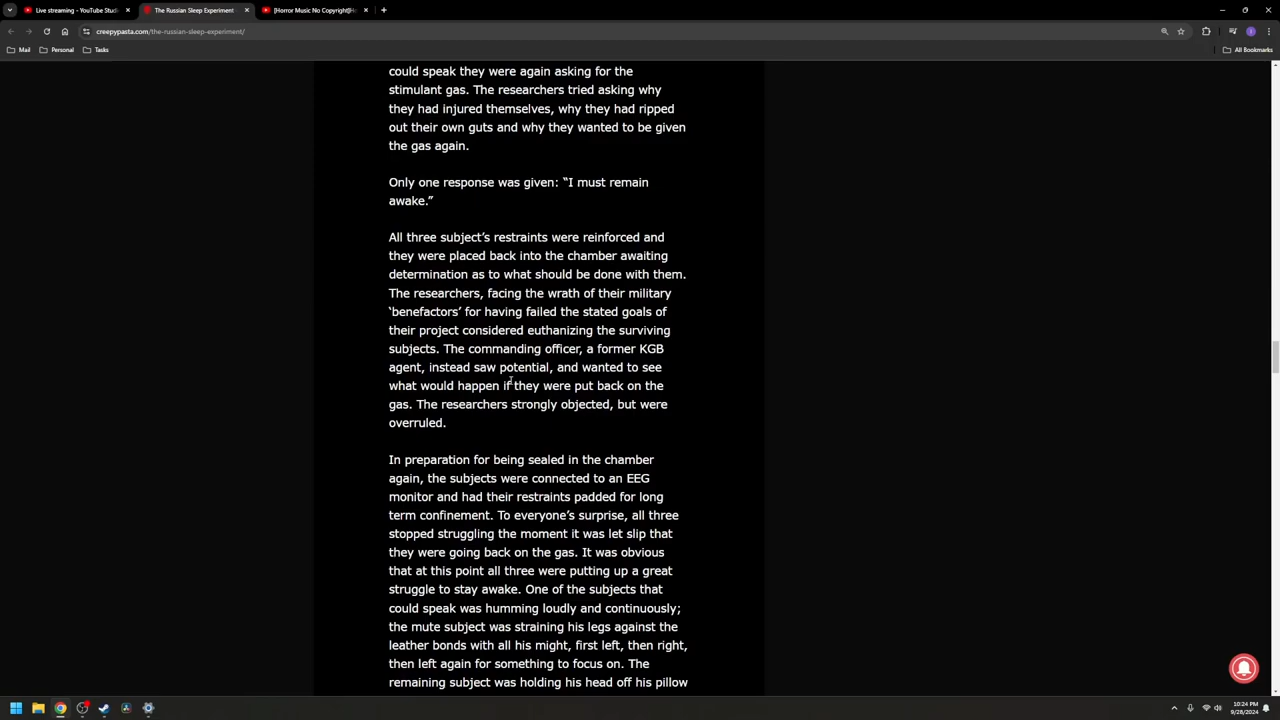 Live streaming - YouTube Studi
The Russian Sleep Experiment
[Horror Music No Copyright]
creepypasta.com/the-russian-sleep-experiment/
Mail
Personal
Tasks
All Bookmarks
could speak they were again asking for the
stimulant gas. The researchers tried asking why
they had injured themselves, why they had ripped
out their own guts and why they wanted to be given
the gas again.
Only one response was given: “I must remain
awake.”
All three subject’s restraints were reinforced and
they were placed back into the chamber awaiting
determination as to what should be done with them.
The researchers, facing the wrath of their military
‘benefactors’ for having failed the stated goals of
their project considered euthanizing the surviving
subjects. The commanding officer, a former KGB
agent, instead saw potential, and wanted to see
what would happen if they were put back on the
gas. The researchers strongly objected, but were
overruled.
In preparation for being sealed in the chamber
again, the subjects were connected to an EEG
monitor and had their restraints padded for long
term confinement. To everyone’s surprise, all three
stopped struggling the moment it was let slip that
they were going back on the gas. It was obvious
that at this point all three were putting up a great
struggle to stay awake. One of the subjects that
could speak was humming loudly and continuously;
the mute subject was straining his legs against the
leather bonds with all his might, first left, then right,
then left again for something to focus on. The
remaining subject was holding his head off his pillow
10:24 PM
9/28/2024